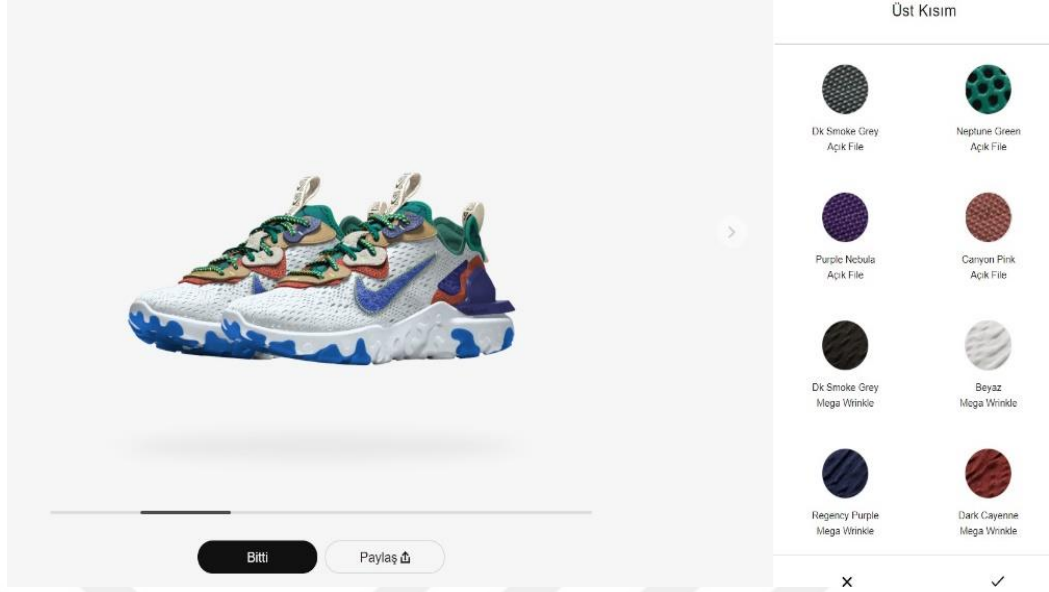 Üst Kısım
Dk Smoke Grey
Açık File
Neptune Green
Açık File
Purple Nebula
Açık File
Canyon Pink
Açık File
Dk Smoke Grey
Mega Wrinkle
Beyaz
Mega Wrinkle
Regency Purple
Mega Wrinkle
Dark Cayenne
Mega Wrinkle
Bitti
Paylaş